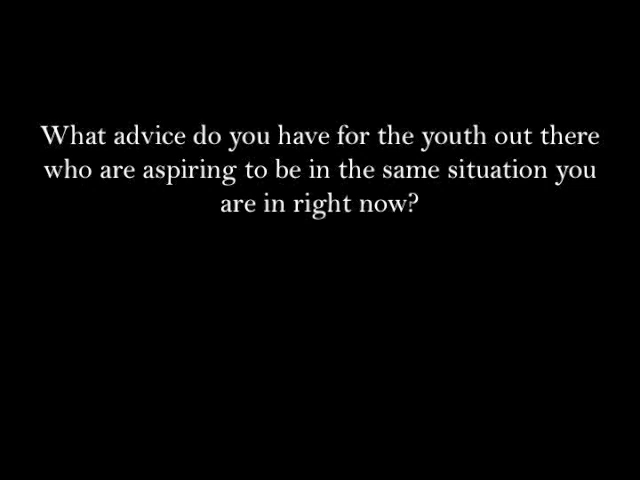 What advice do you have for the youth out there
who are aspiring to be in the same situation you
are in right now?